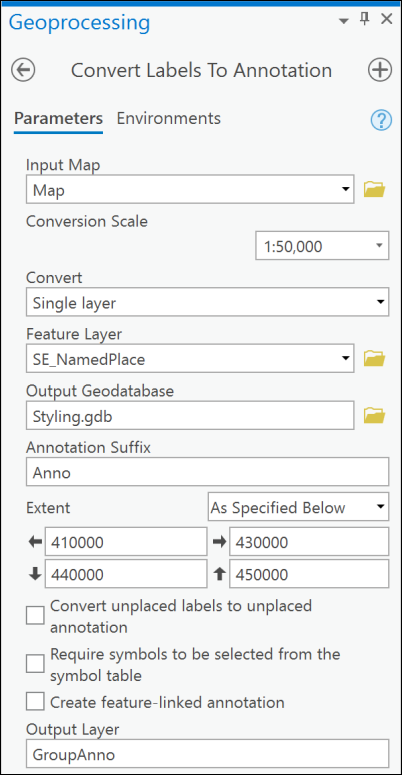 Geoprocessing
Convert Labels To Annotation
Parameters Environments
Input Map
Map
Conversion Scale
1:50,000
Convert
Single layer
Feature Layer
SE_NamedPlace
Output Geodatabase
Styling.gdb
Annotation Suffix
Anno
Extent As Specified Below
410000 430000
440000 450000
Convert unplaced labels to unplaced
annotation
Require symbols to be selected from the
symbol table
Create feature-linked annotation
Output Layer
GroupAnno